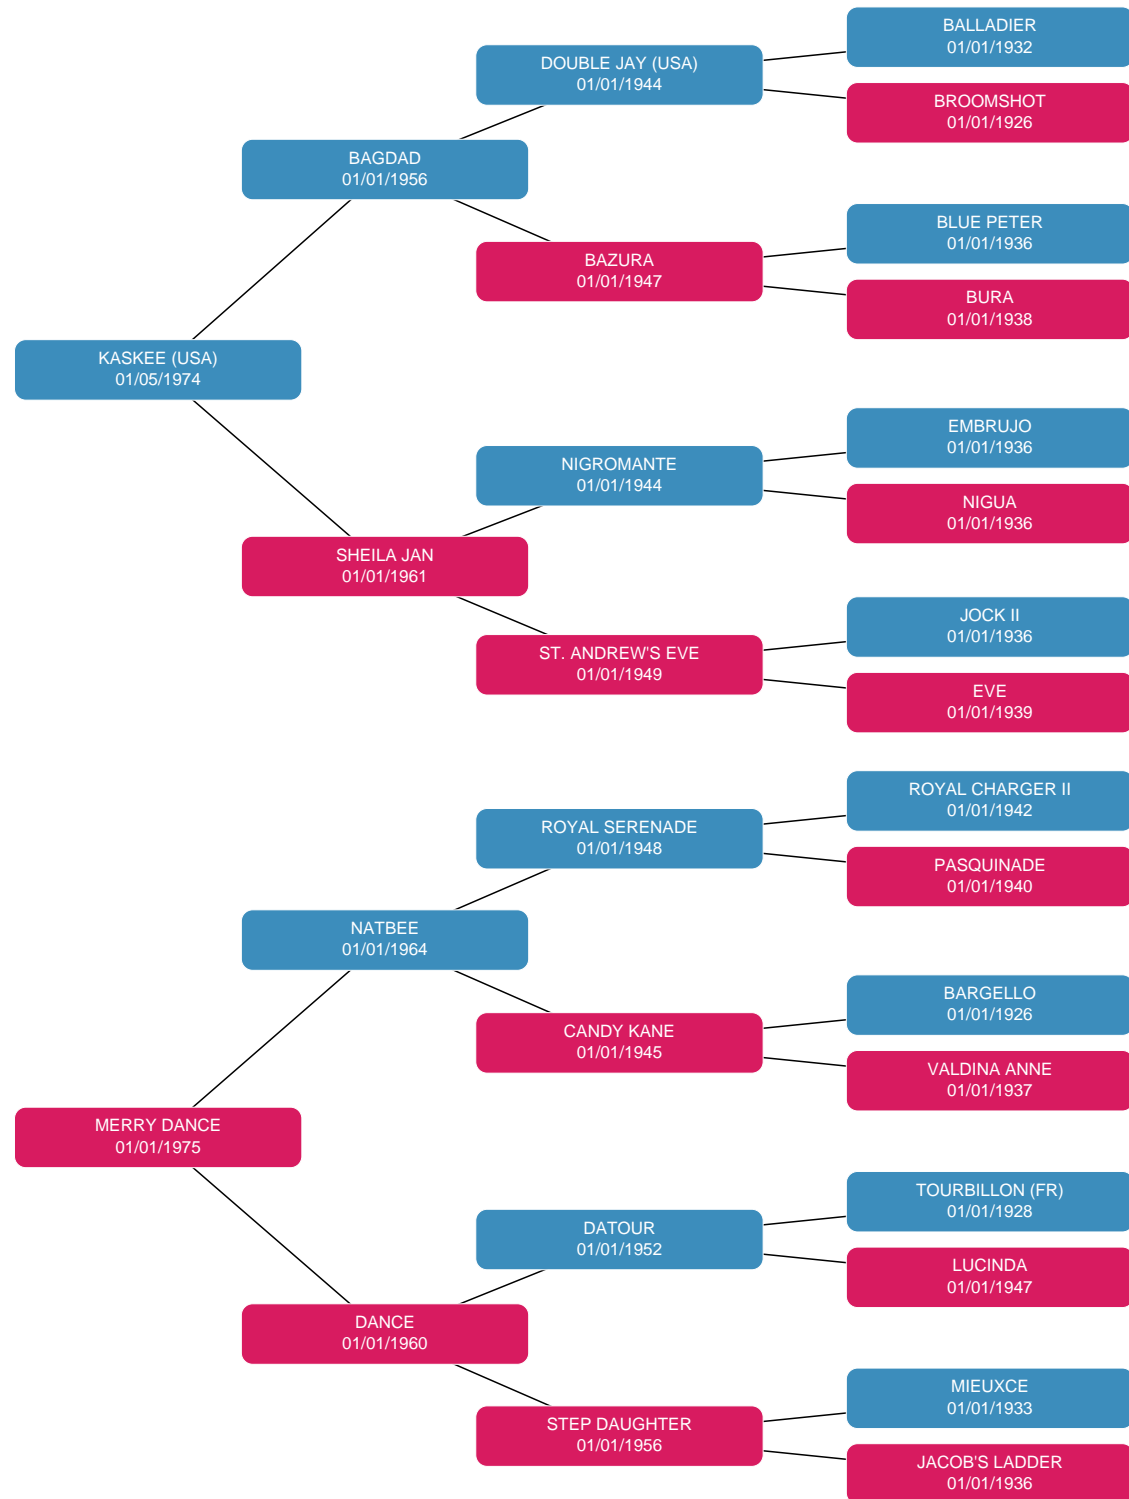 BALLADIER
01/01/1932
DOUBLE JAY (USA)
01/01/1944
BROOMSHOT
01/01/1926
BAGDAD
01/01/1956
BLUE PETER
01/01/1936
BAZURA
01/01/1947
BURA
01/01/1938
KASKEE (USA)
01/05/1974
EMBRUJO
01/01/1936
NIGROMANTE
01/01/1944
NIGUA
01/01/1936
SHEILA JAN
01/01/1961
JOCK II
01/01/1936
ST. ANDREW'S EVE
01/01/1949
EVE
01/01/1939
ROYAL CHARGER II
01/01/1942
ROYAL SERENADE
01/01/1948
PASQUINADE
01/01/1940
NATBEE
01/01/1964
BARGELLO
01/01/1926
CANDY KANE
01/01/1945
VALDINA ANNE
01/01/1937
MERRY DANCE
01/01/1975
TOURBILLON (FR)
01/01/1928
DATOUR
01/01/1952
LUCINDA
01/01/1947
DANCE
01/01/1960
MIEUXCE
01/01/1933
STEP DAUGHTER
01/01/1956
JACOB'S LADDER
01/01/1936